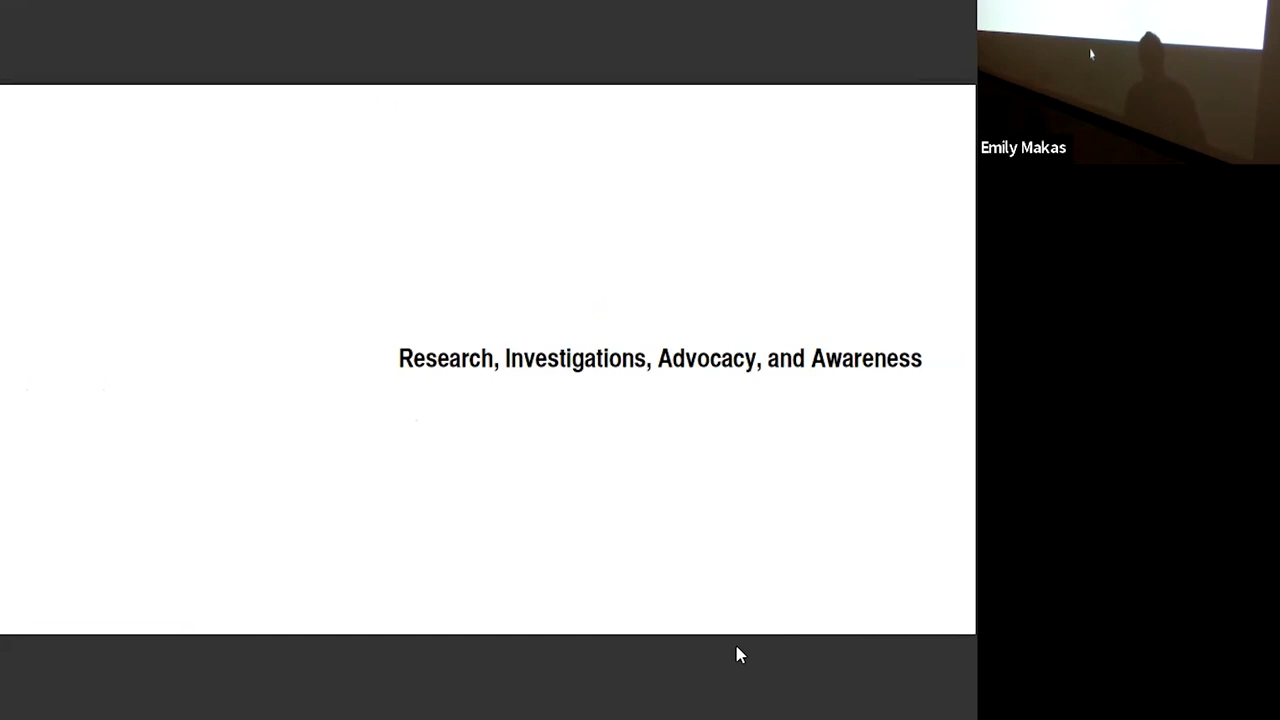 Research, Investigations, Advocacy, and Awareness
Emily Makas